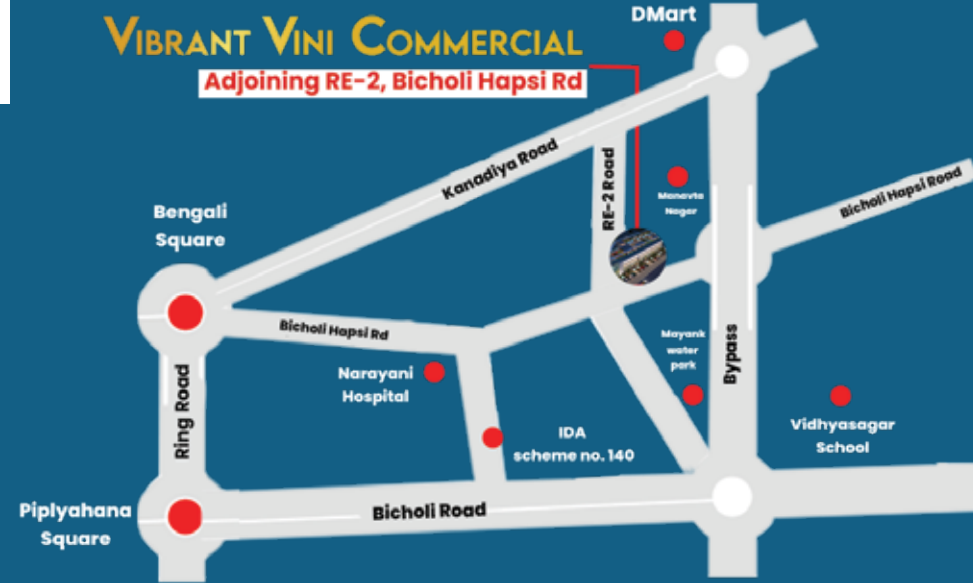 DMart
VIBRANT VINI COMMERCIAL
Adjoining RE-2, Bicholi Hapsi Rd
Kanadiya Road
RE-2 Road
Manavta
Nagar
Bicholi Hapsi Road
Bengali
Square
Bicholi Hapsi Rd
Mayank
water
park
Bypass
Narayani
Hospital
Ring Road
IDA
scheme no. 140
Vidhyasagar
School
Piplyahana
Square
Bicholi Road